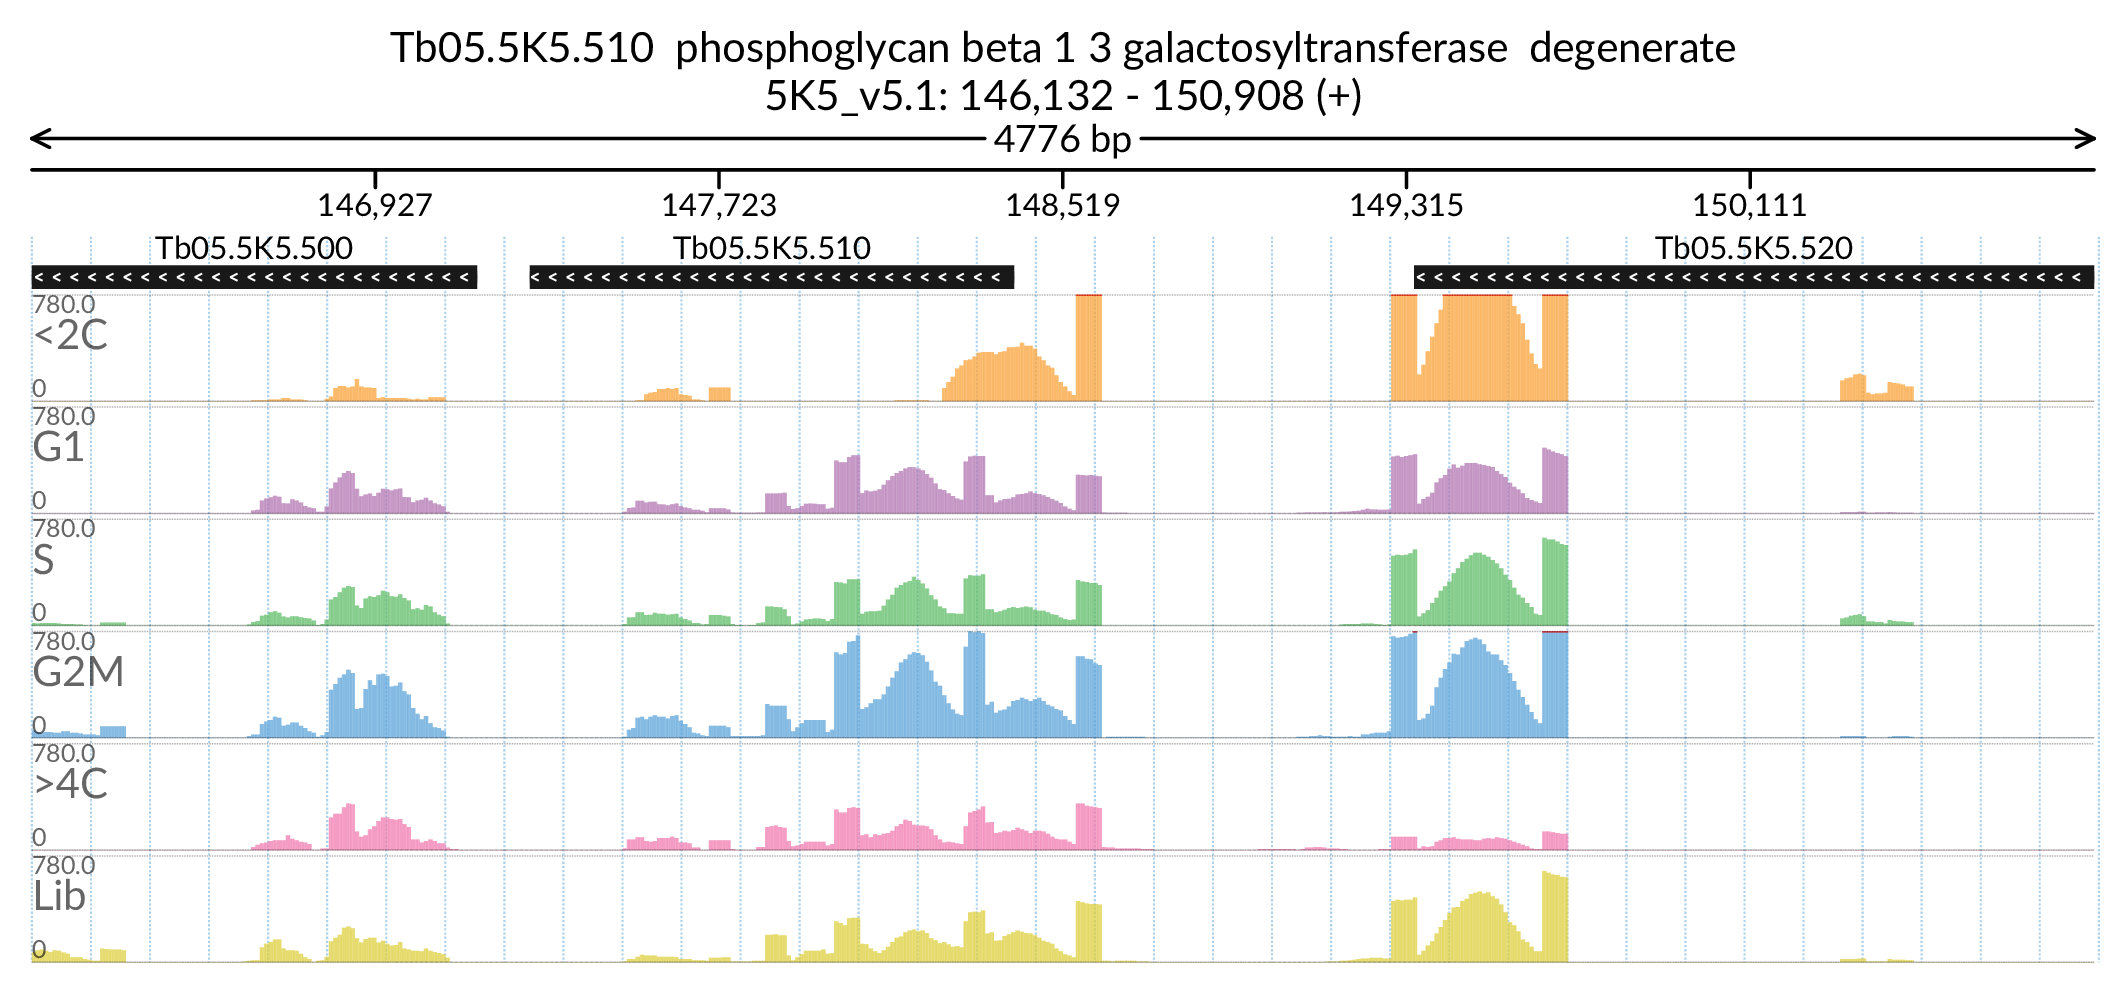 Tb05.5K5.510 phosphoglycan beta 1 3 galactosyltransferase degenerate
5K5_v5.1: 146,132 - 150,908 (+)
4776 bp
146,927 147,723 148,519 149,315 150,111
Tb05.5K5.500 Tb05.5K5.510 Tb05.5K5.520
780.0
<2C
0
780.0
G1
0
780.0
S
0
780.0
G2M
0
780.0
>4C
0
780.0
Lib
0